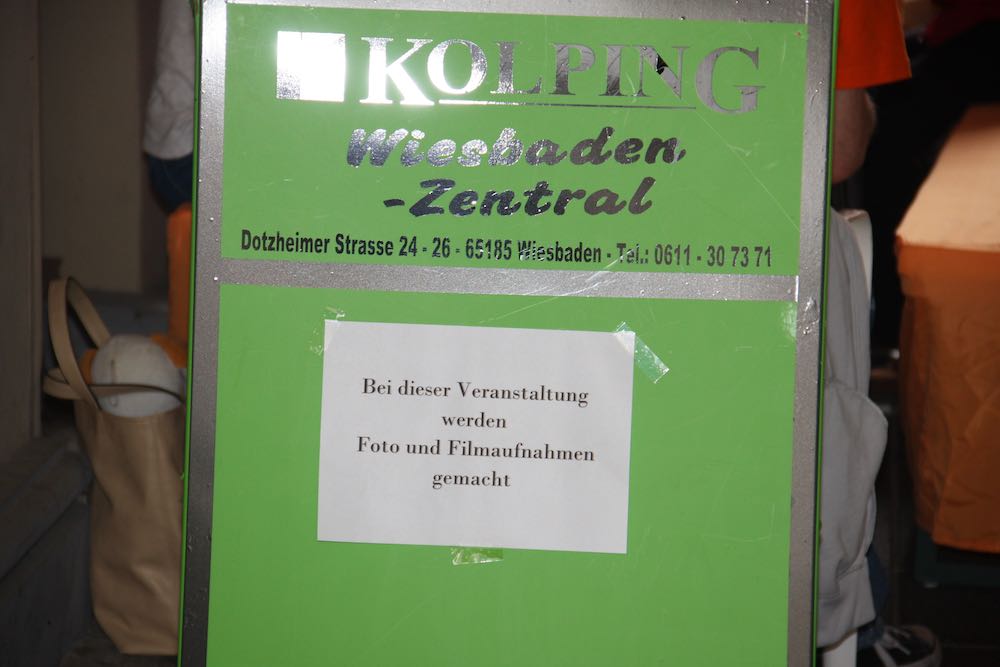 KOLPING
Wiesbaden
-Zentral
Dotzheimer Strasse 24 - 26 - 65185 Wiesbaden - Tel.: 0611 - 30 73 71
Bei dieser Veranstaltung
werden
Foto und Filmaufnahmen
gemacht